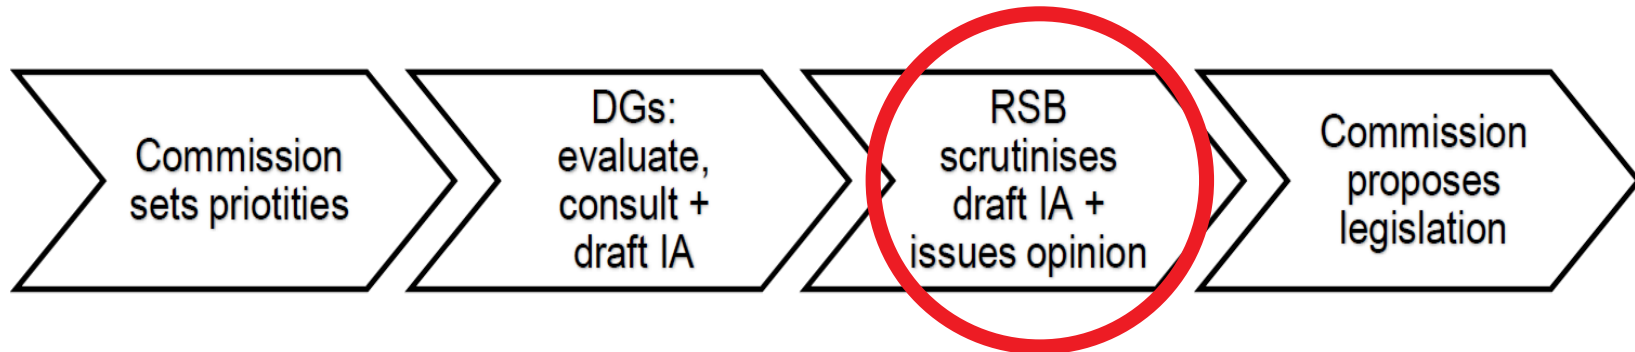 Commission
sets priotities
DGs:
evaluate,
consult +
draft IA
RSB
scrutinises
draft IA +
issues opinion
Commission
proposes
legislation